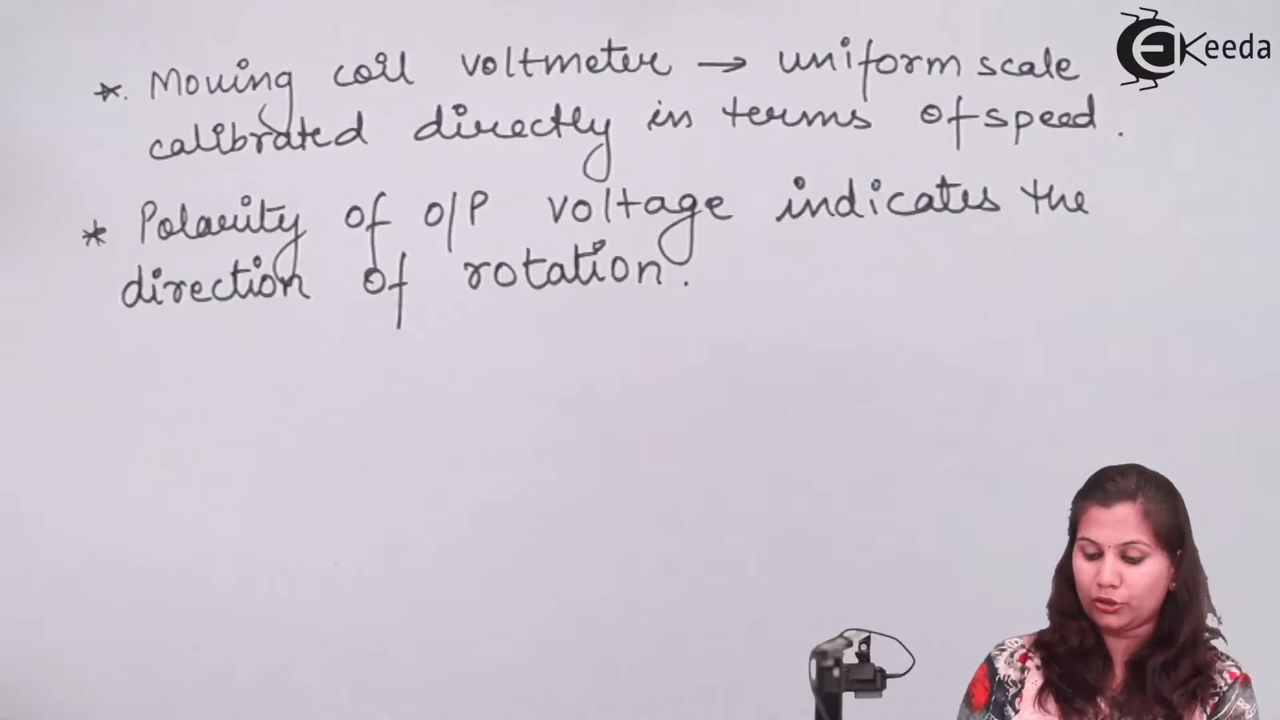 * Moving coil voltmeter → uniform scale
calibrated directly in terms of speed.
* Polarity of O/P voltage indicates the
direction of rotation.
EKeeda